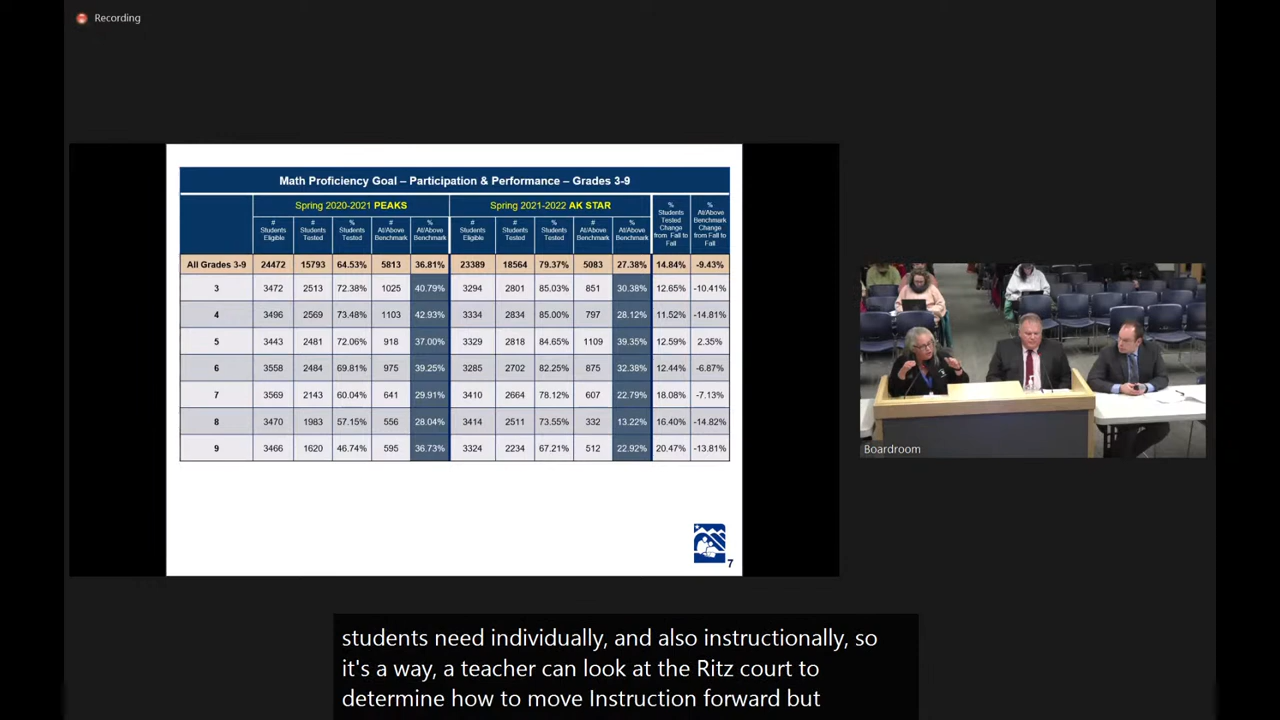 Recording
Math Proficiency Goal – Participation & Performance – Grades 3-9
Spring 2020-2021 PEAKS Spring 2021-2022 AK STAR
# Students Eligible # Students Tested % Students Tested # At/Above Benchmark % At/Above Benchmark # Students Eligible # Students Tested % Students Tested # At/Above Benchmark % At/Above Benchmark % Students Tested Change from Fall to Fall % At/Above Benchmark Change from Fall to Fall
All Grades 3-9 24472 15793 64.53% 5813 36.81% 23389 18564 79.37% 5083 27.38% 14.84% -9.43%
3 3472 2513 72.38% 1025 40.79% 3294 2801 85.03% 851 30.38% 12.65% -10.41%
4 3496 2569 73.48% 1103 42.93% 3334 2834 85.00% 797 28.12% 11.52% -14.81%
5 3443 2481 72.06% 918 37.00% 3329 2818 84.65% 1109 39.35% 12.59% 2.35%
6 3558 2484 69.81% 975 39.25% 3285 2702 82.25% 875 32.38% 12.44% -6.87%
7 3569 2143 60.04% 641 29.91% 3410 2664 78.12% 607 22.79% 18.08% -7.13%
8 3470 1983 57.15% 556 28.04% 3414 2511 73.55% 332 13.22% 16.40% -14.82%
9 3466 1620 46.74% 595 36.73% 3324 2234 67.21% 512 22.92% 20.47% -13.81%
7
Boardroom
students need individually, and also instructionally, so
it's a way, a teacher can look at the Ritz court to
determine how to move Instruction forward but